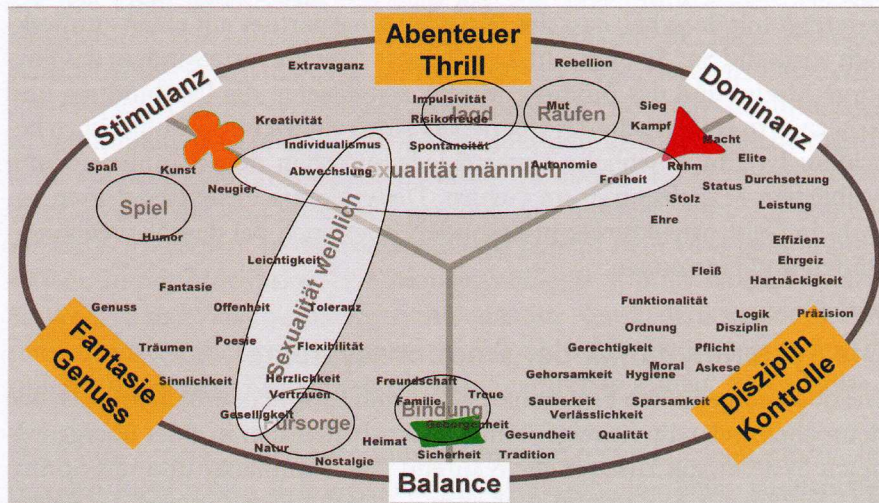 Abenteuer
Thrill
Extravaganz
Rebellion
Stimulanz
Dominanz
Impulsivität
Jagd
Risikofreude
Mut
Raufen
Sieg
Kampf
Kreativität
Macht
Individualismus
Spontaneität
Elite
Spaß
Kunst
Abwechslung
Sexualität männlich
Autonomie
Ruhm
Durchsetzung
Neugier
Freiheit
Status
Stolz
Leistung
Spiel
Ehre
Humor
Effizienz
Leichtigkeit
Sexualität weiblich
Ehrgeiz
Fleiß
Hartnäckigkeit
Fantasie
Genuss
Offenheit
Toleranz
Funktionalität
Logik
Präzision
Ordnung
Disziplin
Fantasie
Genuss
Träumen
Poesie
Flexibilität
Gerechtigkeit
Pflicht
Moral
Askese
Sinnlichkeit
Herzlichkeit
Freundschaft
Gehorsamkeit
Hygiene
Disziplin
Kontrolle
Vertrauen
Familie
Treue
Sauberkeit
Sparsamkeit
Geselligkeit
Fürsorge
Bindung
Verlässlichkeit
Geborgenheit
Natur
Heimat
Gesundheit
Qualität
Nostalgie
Sicherheit
Tradition
Balance